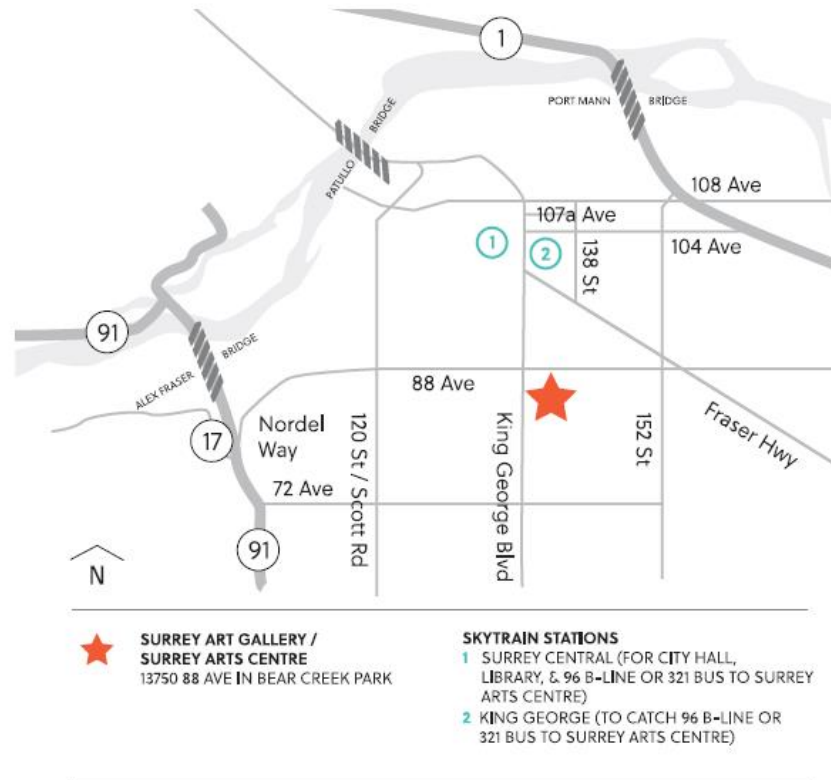 1
PORT MANN BRIDGE
PATULLO BRIDGE
108 Ave
107a Ave
1
2
138 St
104 Ave
91
ALEX FRASER BRIDGE
88 Ave
17
Nordel
Way
120 St / Scott Rd
King George Blvd
152 St
Fraser Hwy
72 Ave
91
N
SURREY ART GALLERY /
SURREY ARTS CENTRE
13750 88 AVE IN BEAR CREEK PARK
SKYTRAIN STATIONS
1 SURREY CENTRAL (FOR CITY HALL,
LIBRARY, & 96 B-LINE OR 321 BUS TO SURREY
ARTS CENTRE)
2 KING GEORGE (TO CATCH 96 B-LINE OR
321 BUS TO SURREY ARTS CENTRE)